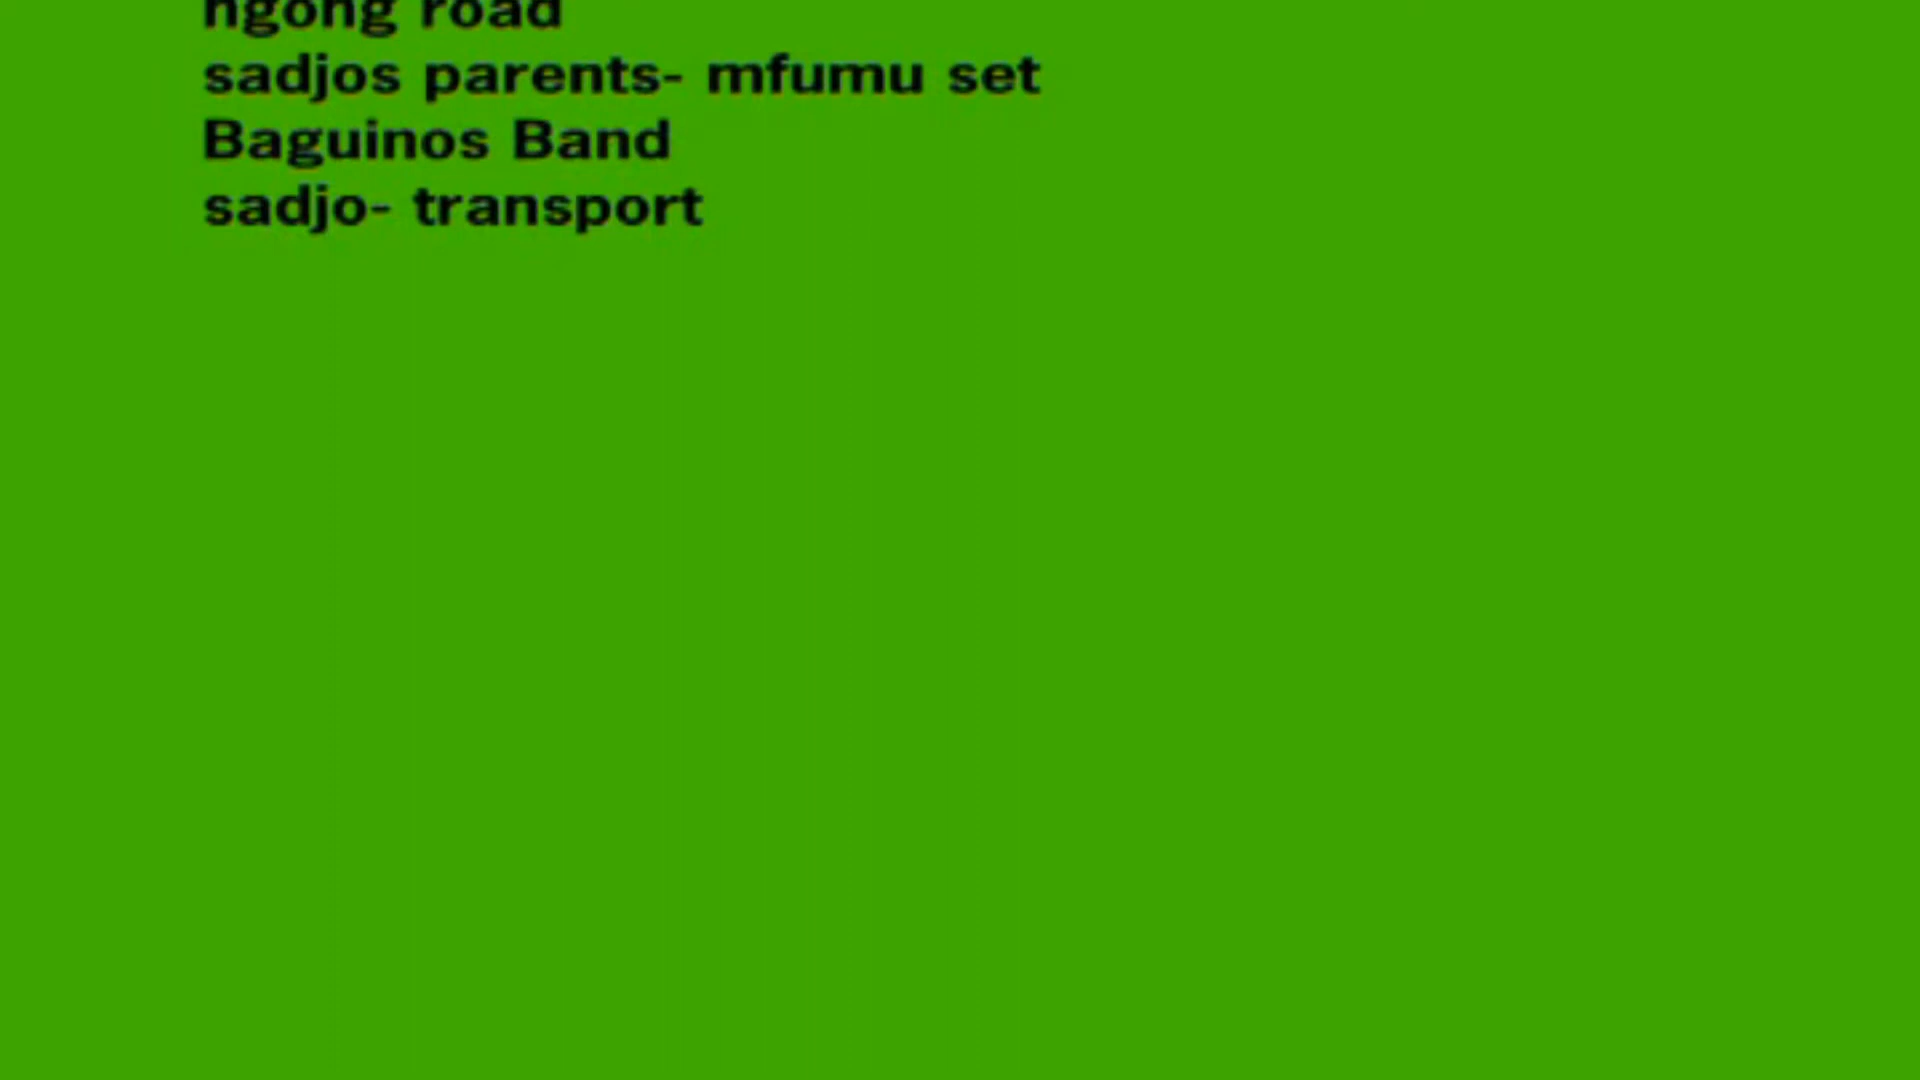 ngong road
sadjos parents- mfumu set
Baguinos Band
sadjo- transport